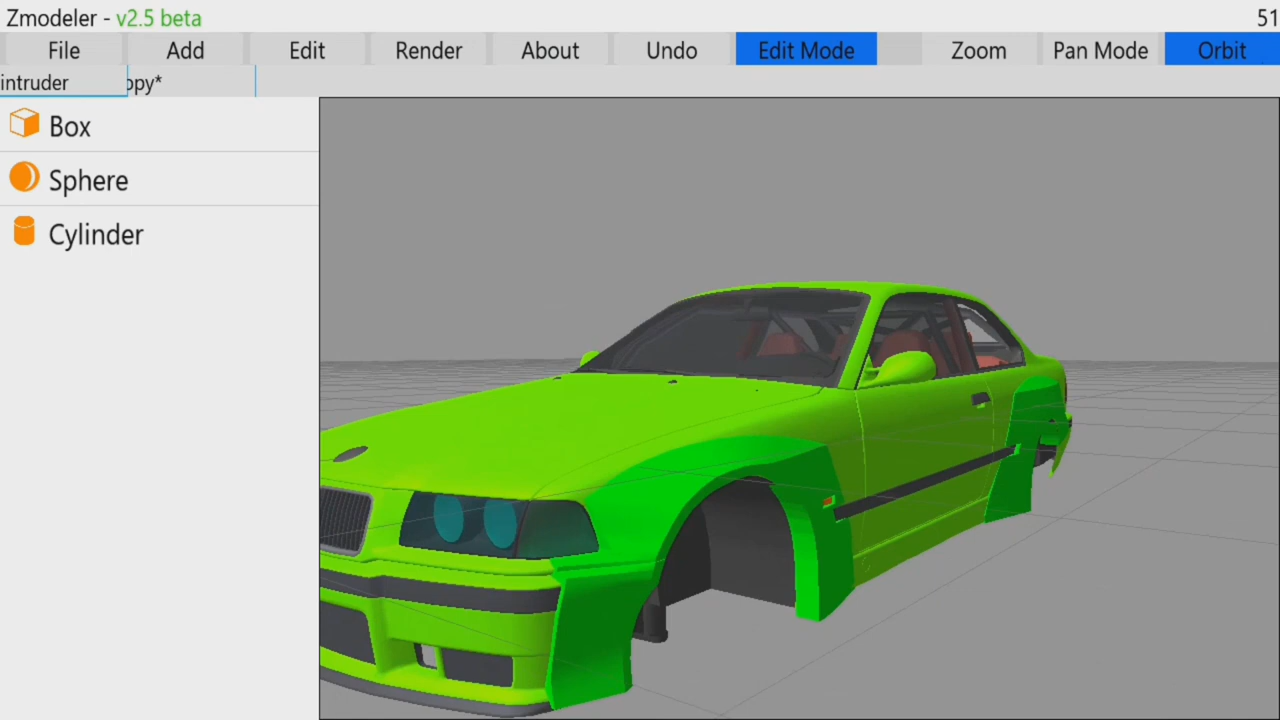 Zmodeler - v2.5 beta 51
File Add Edit Render About Undo Edit Mode Zoom Pan Mode Orbit
intruder opy*
Box
Sphere
Cylinder